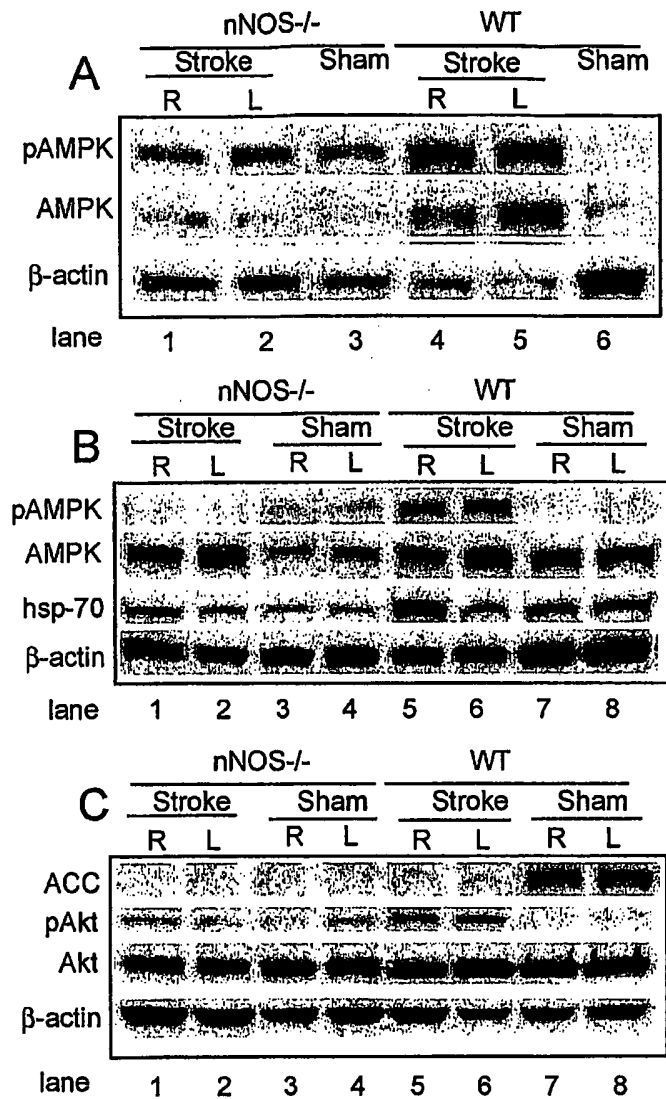 nNOS-/- WT
A Stroke Sham Stroke Sham
R L R L
pAMPK
AMPK
β-actin
lane 1 2 3 4 5 6
nNOS-/- WT
B Stroke Sham Stroke Sham
R L R L R L R L
pAMPK
AMPK
hsp-70
β-actin
lane 1 2 3 4 5 6 7 8
nNOS-/- WT
C Stroke Sham Stroke Sham
R L R L R L R L
ACC
pAkt
Akt
β-actin
lane 1 2 3 4 5 6 7 8